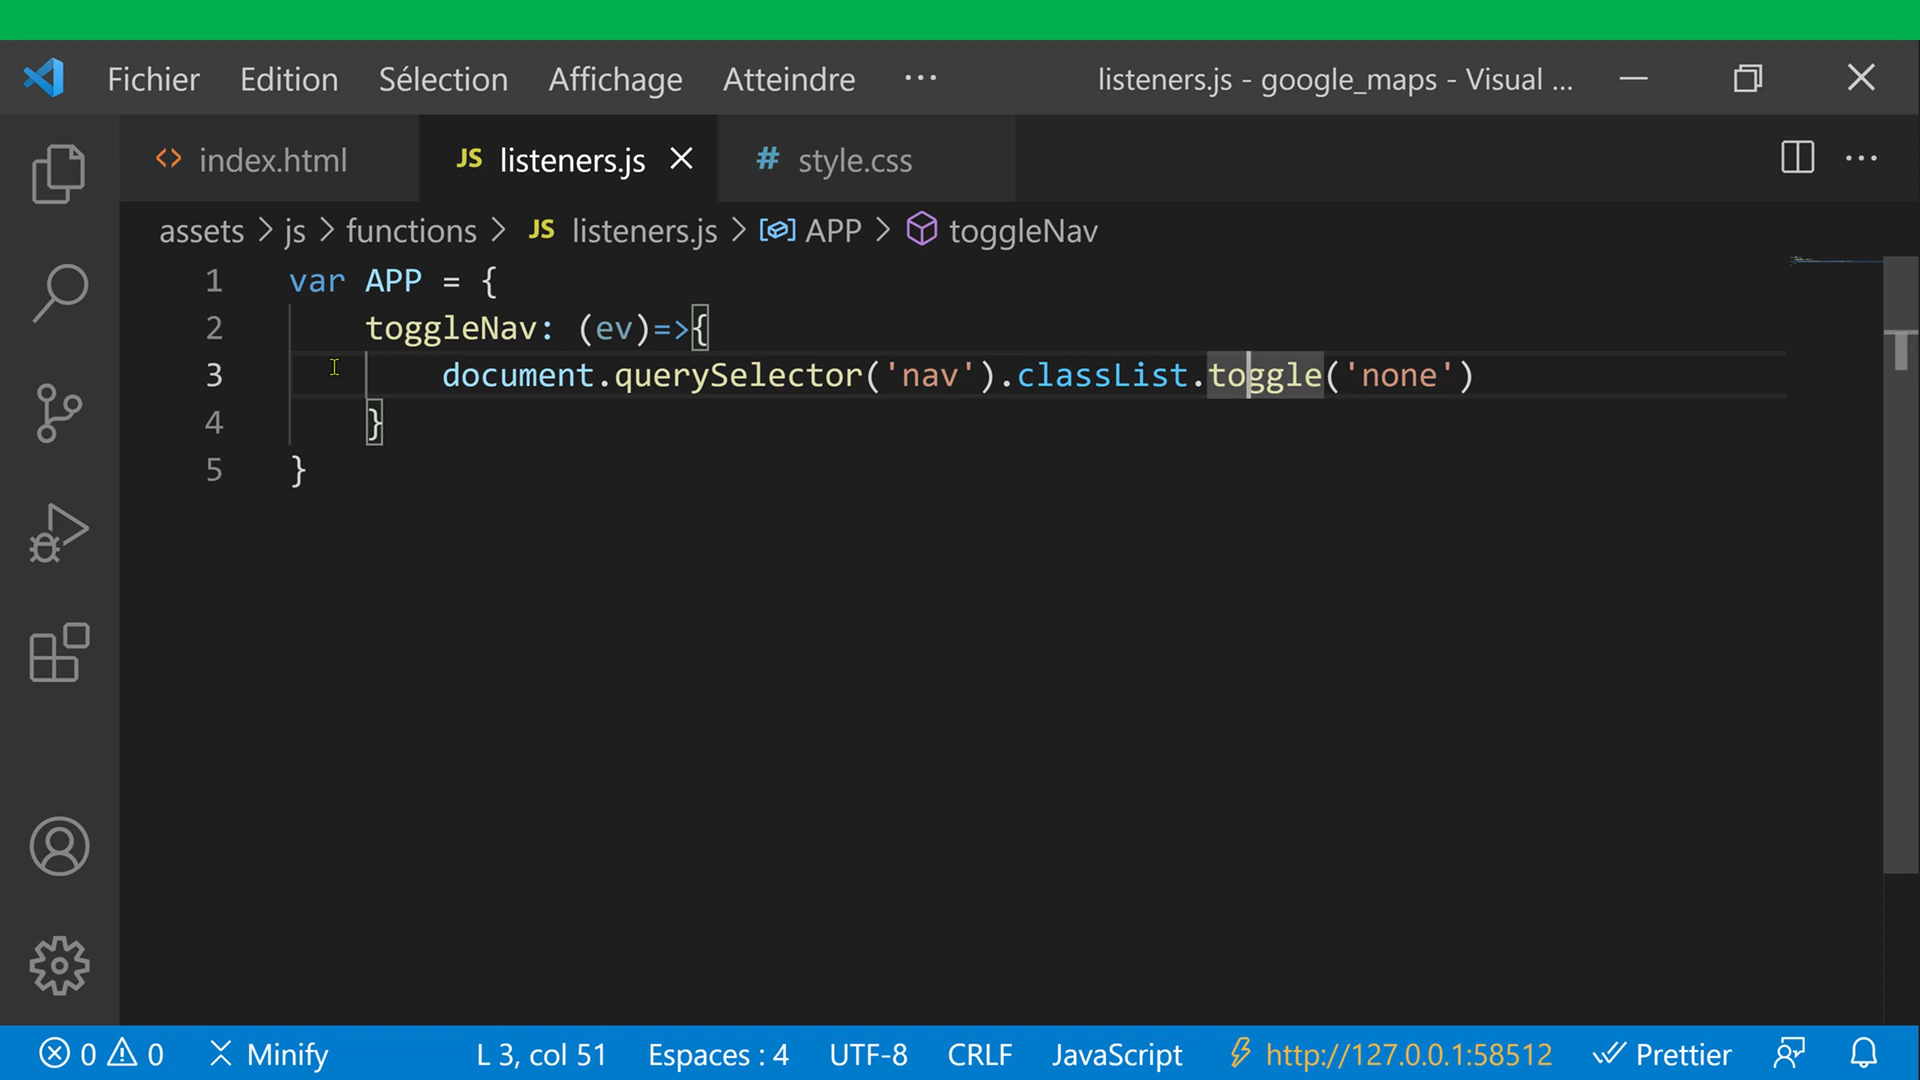 Fichier Edition Sélection Affichage Atteindre ··· listeners.js - google_maps - Visual ...
<> index.html JS listeners.js # style.css ···
assets > js > functions > JS listeners.js > APP > toggleNav
1 var APP = {
2 toggleNav: (ev)=>{
3 document.querySelector('nav').classList.toggle('none')
4 }
5 }
0 0 Minify L 3, col 51 Espaces : 4 UTF-8 CRLF JavaScript http://127.0.0.1:58512 Prettier